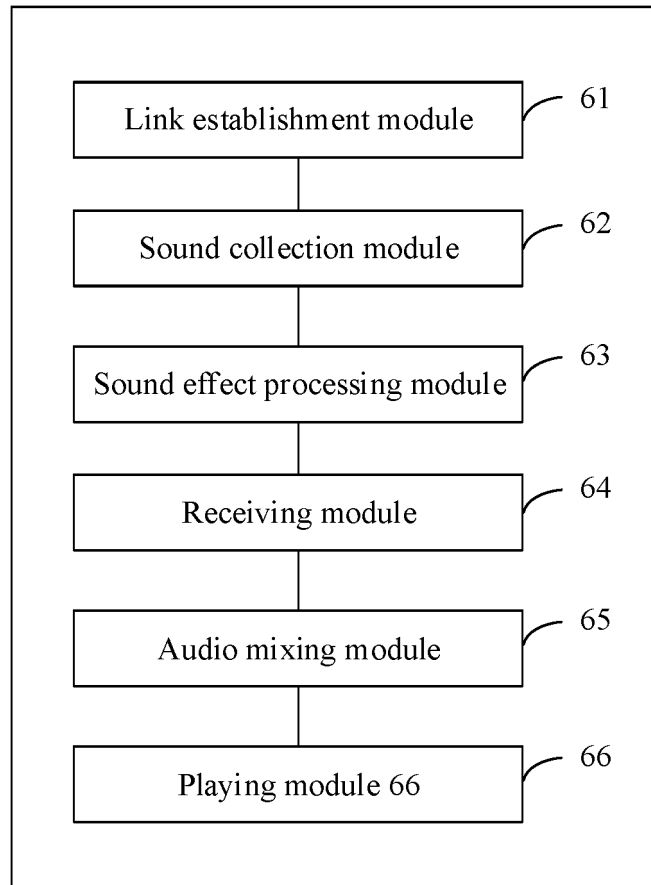 Link establishment module
61
Sound collection module
62
Sound effect processing module
63
Receiving module
64
Audio mixing module
65
Playing module 66
66